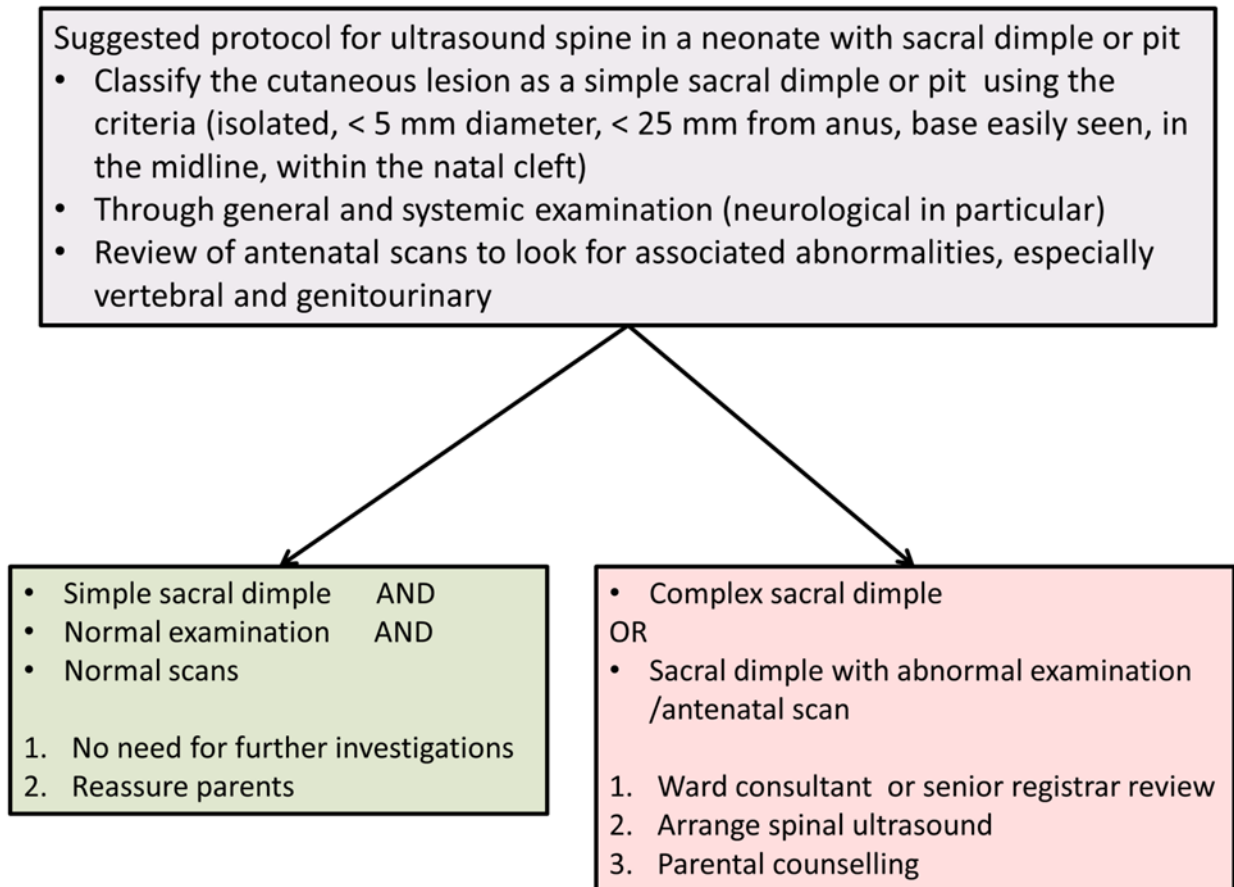 Suggested protocol for ultrasound spine in a neonate with sacral dimple or pit
• Classify the cutaneous lesion as a simple sacral dimple or pit using the
criteria (isolated, < 5 mm diameter, < 25 mm from anus, base easily seen, in
the midline, within the natal cleft)
• Through general and systemic examination (neurological in particular)
• Review of antenatal scans to look for associated abnormalities, especially
vertebral and genitourinary
• Simple sacral dimple AND
• Normal examination AND
• Normal scans
1. No need for further investigations
2. Reassure parents
• Complex sacral dimple
OR
• Sacral dimple with abnormal examination
/antenatal scan
1. Ward consultant or senior registrar review
2. Arrange spinal ultrasound
3. Parental counselling